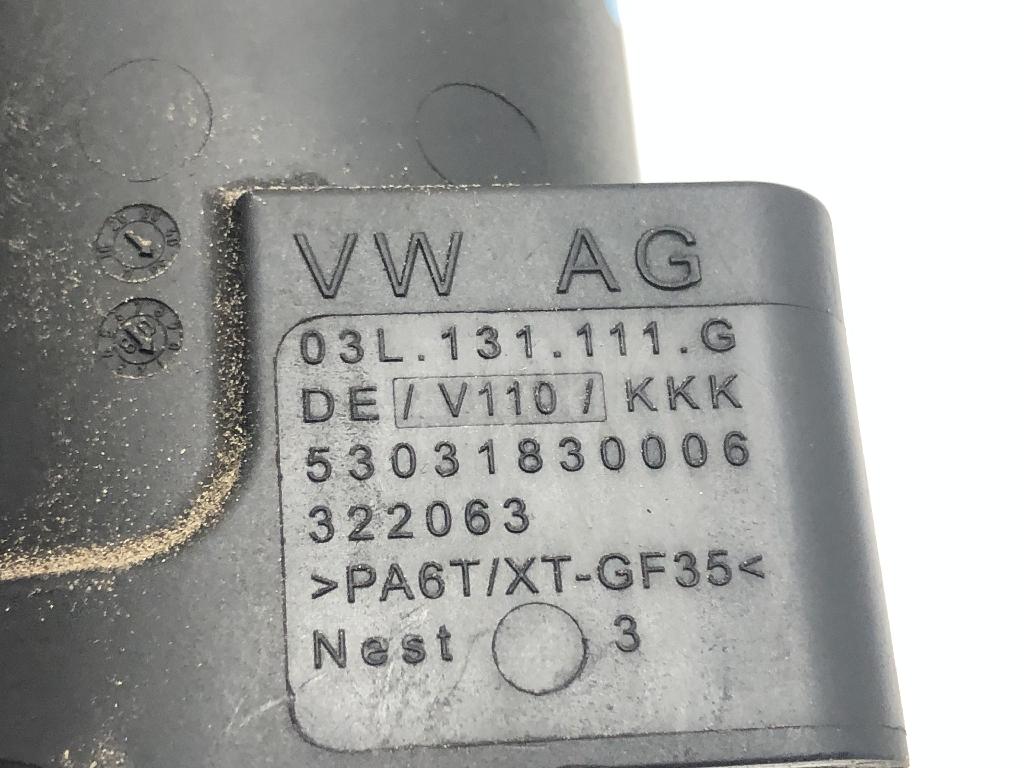 VW AG
03L.131.111.G
DE / V110 / KKK
53031830006
322063
>PA6T/XT-GF35<
Nest 3